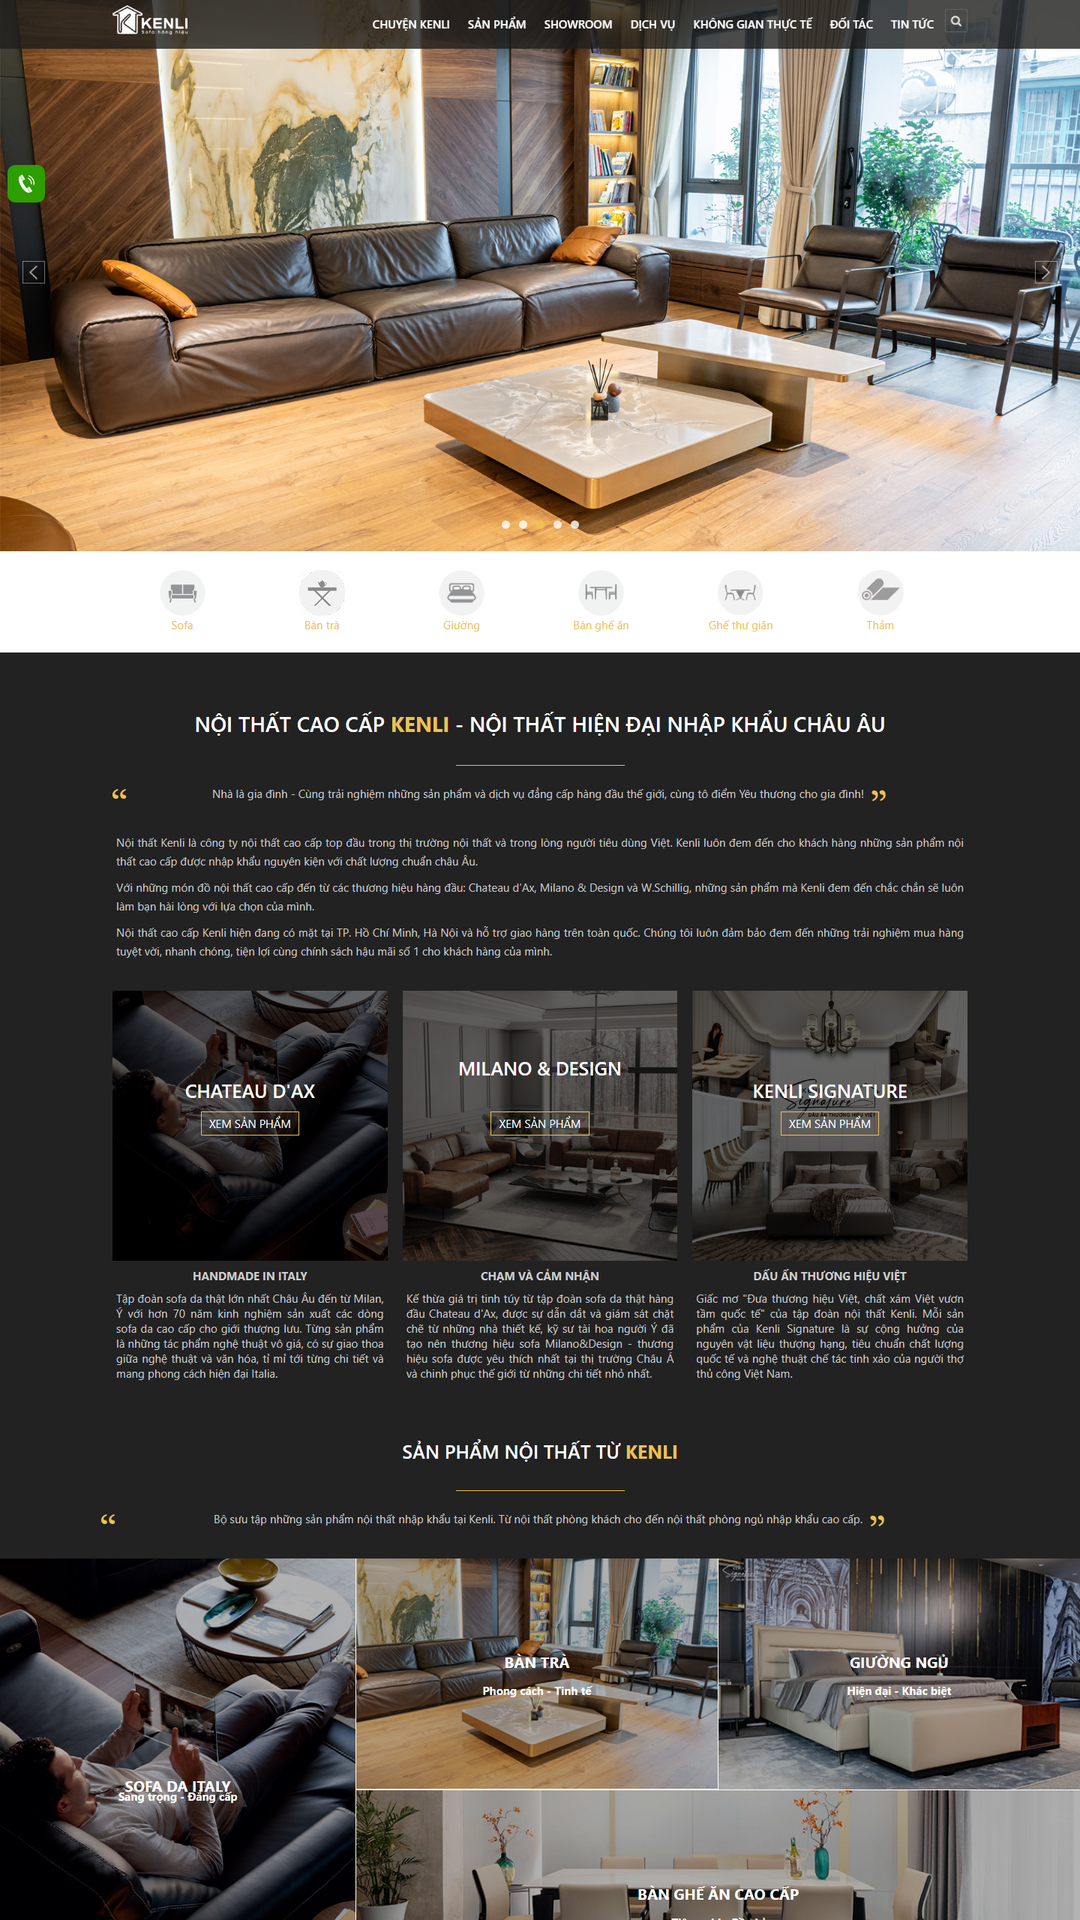 KENLI
Sofa hàng hiệu
CHUYỆN KENLI SẢN PHẨM SHOWROOM DỊCH VỤ KHÔNG GIAN THỰC TẾ ĐỐI TÁC TIN TỨC
Sofa Bàn trà Giường Bàn ghế ăn Ghế thư giãn Thảm
NỘI THẤT CAO CẤP KENLI - NỘI THẤT HIỆN ĐẠI NHẬP KHẨU CHÂU ÂU
“ Nhà là gia đình - Cùng trải nghiệm những sản phẩm và dịch vụ đẳng cấp hàng đầu thế giới, cùng tô điểm Yêu thương cho gia đình! ”
Nội thất Kenli là công ty nội thất cao cấp top đầu trong thị trường nội thất và trong lòng người tiêu dùng Việt. Kenli luôn đem đến cho khách hàng những sản phẩm nội
thất cao cấp được nhập khẩu nguyên kiện với chất lượng chuẩn châu Âu.
Với những món đồ nội thất cao cấp đến từ các thương hiệu hàng đầu: Chateau d'Ax, Milano & Design và W.Schillig, những sản phẩm mà Kenli đem đến chắc chắn sẽ luôn
làm bạn hài lòng với lựa chọn của mình.
Nội thất cao cấp Kenli hiện đang có mặt tại TP. Hồ Chí Minh, Hà Nội và hỗ trợ giao hàng trên toàn quốc. Chúng tôi luôn đảm bảo đem đến những trải nghiệm mua hàng
tuyệt vời, nhanh chóng, tiện lợi cùng chính sách hậu mãi số 1 cho khách hàng của mình.
CHATEAU D'AX
XEM SẢN PHẨM
HANDMADE IN ITALY
Tập đoàn sofa da thật lớn nhất Châu Âu đến từ Milan,
Ý với hơn 70 năm kinh nghiệm sản xuất các dòng
sofa da cao cấp cho giới thượng lưu. Từng sản phẩm
là những tác phẩm nghệ thuật vô giá, có sự giao thoa
giữa nghệ thuật và văn hóa, tỉ mỉ tới từng chi tiết và
mang phong cách hiện đại Italia.
MILANO & DESIGN
XEM SẢN PHẨM
CHẠM VÀ CẢM NHẬN
Kế thừa giá trị tinh túy từ tập đoàn sofa da thật hàng
đầu Chateau d'Ax, được sự dẫn dắt và giám sát chặt
chẽ từ những nhà thiết kế, kỹ sư tài hoa người Ý đã
tạo nên thương hiệu sofa Milano&Design - thương
hiệu sofa được yêu thích nhất tại thị trường Châu Á
và chinh phục thế giới từ những chi tiết nhỏ nhất.
KENLI SIGNATURE
Signature
DẤU ẤN THƯƠNG HIỆU VIỆT
XEM SẢN PHẨM
DẤU ẤN THƯƠNG HIỆU VIỆT
Giấc mơ "Đưa thương hiệu Việt, chất xám Việt vươn
tầm quốc tế" của tập đoàn nội thất Kenli. Mỗi sản
phẩm của Kenli Signature là sự cộng hưởng của
nguyên vật liệu thượng hạng, tiêu chuẩn chất lượng
quốc tế và nghệ thuật chế tác tinh xảo của người thợ
thủ công Việt Nam.
SẢN PHẨM NỘI THẤT TỪ KENLI
“ Bộ sưu tập những sản phẩm nội thất nhập khẩu tại Kenli. Từ nội thất phòng khách cho đến nội thất phòng ngủ nhập khẩu cao cấp. ”
SOFA DA ITALY
Sang trọng - Đẳng cấp
BÀN TRÀ
Phong cách - Tinh tế
Signature
GIƯỜNG NGỦ
Hiện đại - Khác biệt
BÀN GHẾ ĂN CAO CẤP